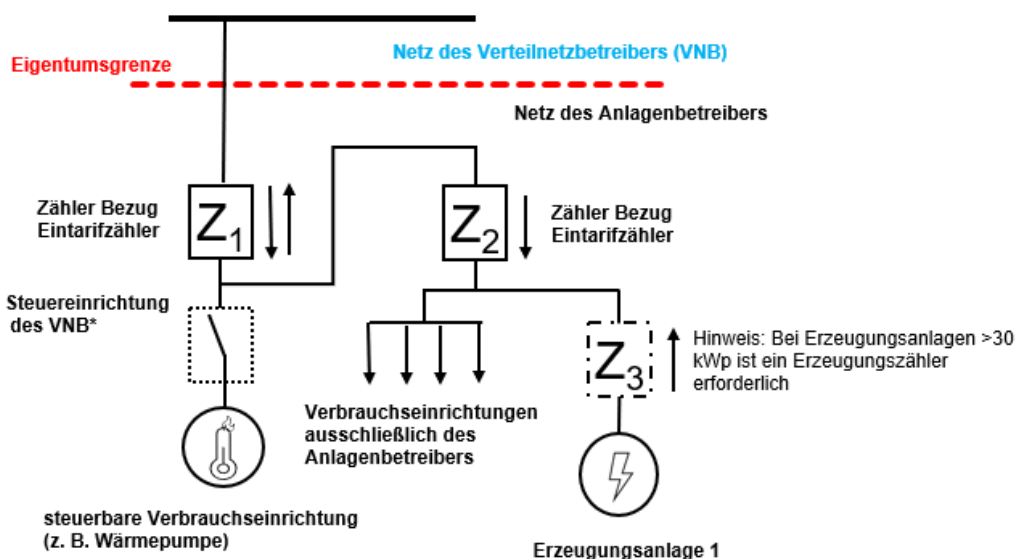 Netz des Verteilnetzbetreibers (VNB)
Eigentumsgrenze
Netz des Anlagenbetreibers
Zähler Bezug
Eintarifzähler
Z1
Z2
Zähler Bezug
Eintarifzähler
Steuereinrichtung
des VNB*
Z3
Hinweis: Bei Erzeugungsanlagen >30
kWp ist ein Erzeugungszähler
erforderlich
Verbrauchseinrichtungen
ausschließlich des
Anlagenbetreibers
steuerbare Verbrauchseinrichtung
(z. B. Wärmepumpe)
Erzeugungsanlage 1